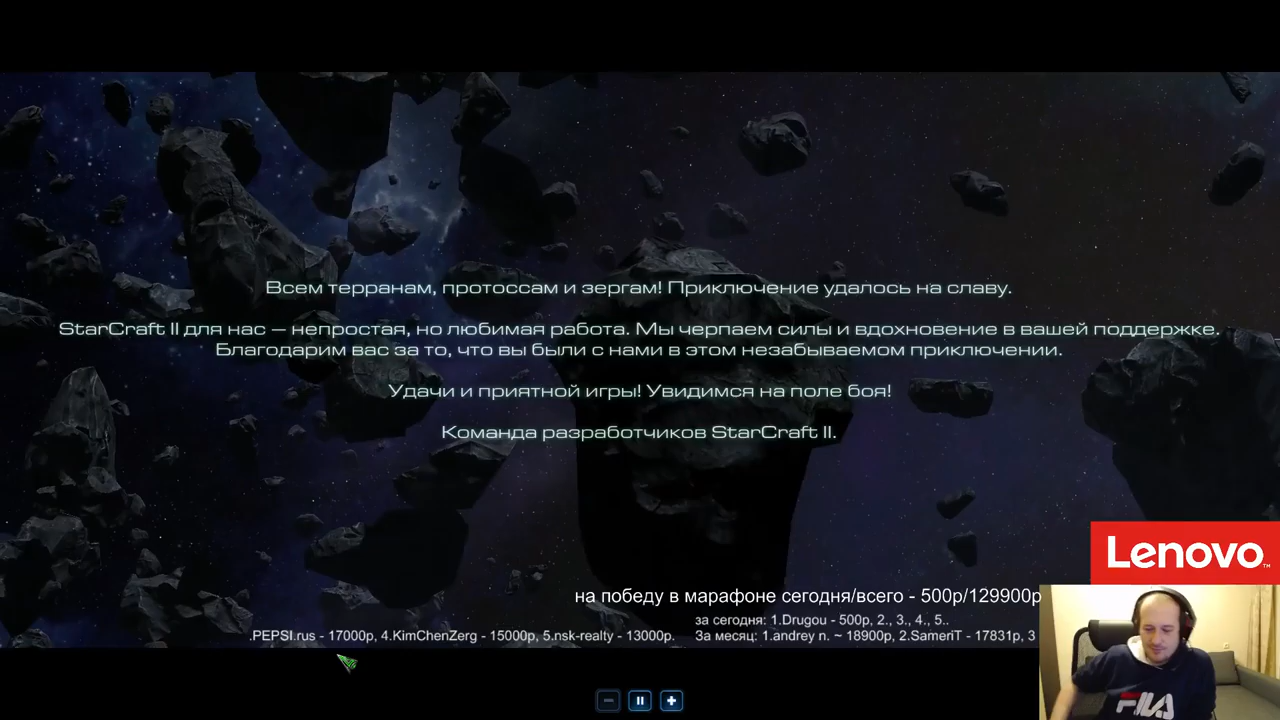 Всем терранам, протоссам и зергам! Приключение удалось на славу.
StarCraft II для нас – непростая, но любимая работа. Мы черпаем силы и вдохновение в вашей поддержке.
Благодарим вас за то, что вы были с нами в этом незабываемом приключении.
Удачи и приятной игры! Увидимся на поле боя!
Команда разработчиков StarCraft II.
Lenovo™
на победу в марафоне сегодня/всего - 500р/129900р
за сегодня: 1.Drugou - 500р, 2., 3., 4., 5..
.PEPSI.rus - 17000р, 4.KimChenZerg - 15000р, 5.nsk-realty - 13000р.
За месяц: 1.andrey n. ~ 18900р, 2.SameriT - 17831р, 3
FILA